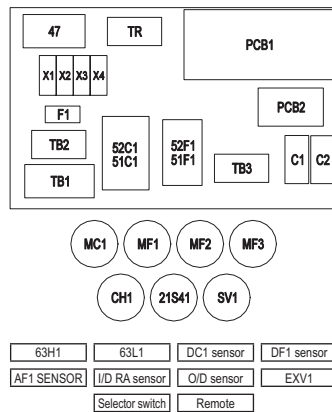 47
TR
PCB1
X1 X2 X3 X4
PCB2
F1
TB2
52C1
51C1
52F1
51F1
TB3
C1
C2
TB1
MC1
MF1
MF2
MF3
CH1
21S41
SV1
63H1
63L1
DC1 sensor
DF1 sensor
AF1 SENSOR
I/D RA sensor
O/D sensor
EXV1
Selector switch
Remote